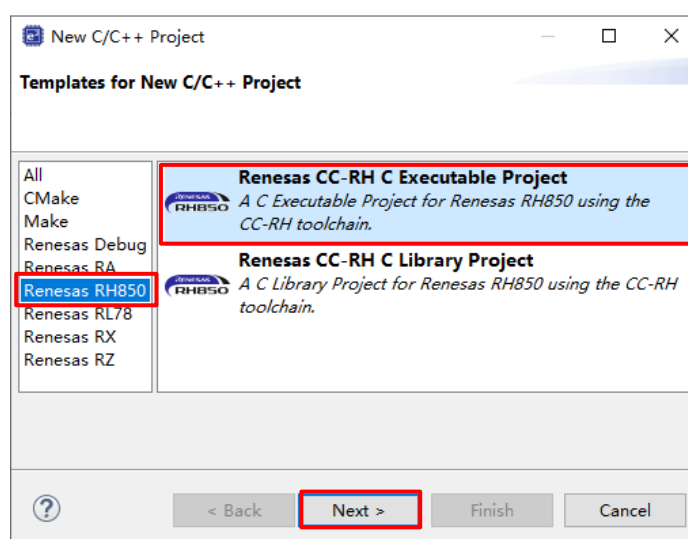 New C/C++ Project
Templates for New C/C++ Project
All
CMake
Make
Renesas Debug
Renesas RA
Renesas RH850
Renesas RL78
Renesas RX
Renesas RZ
RENESAS
RH850
Renesas CC-RH C Executable Project
A C Executable Project for Renesas RH850 using the
CC-RH toolchain.
RENESAS
RH850
Renesas CC-RH C Library Project
A C Library Project for Renesas RH850 using the CC-RH
toolchain.
?
< Back
Next >
Finish
Cancel